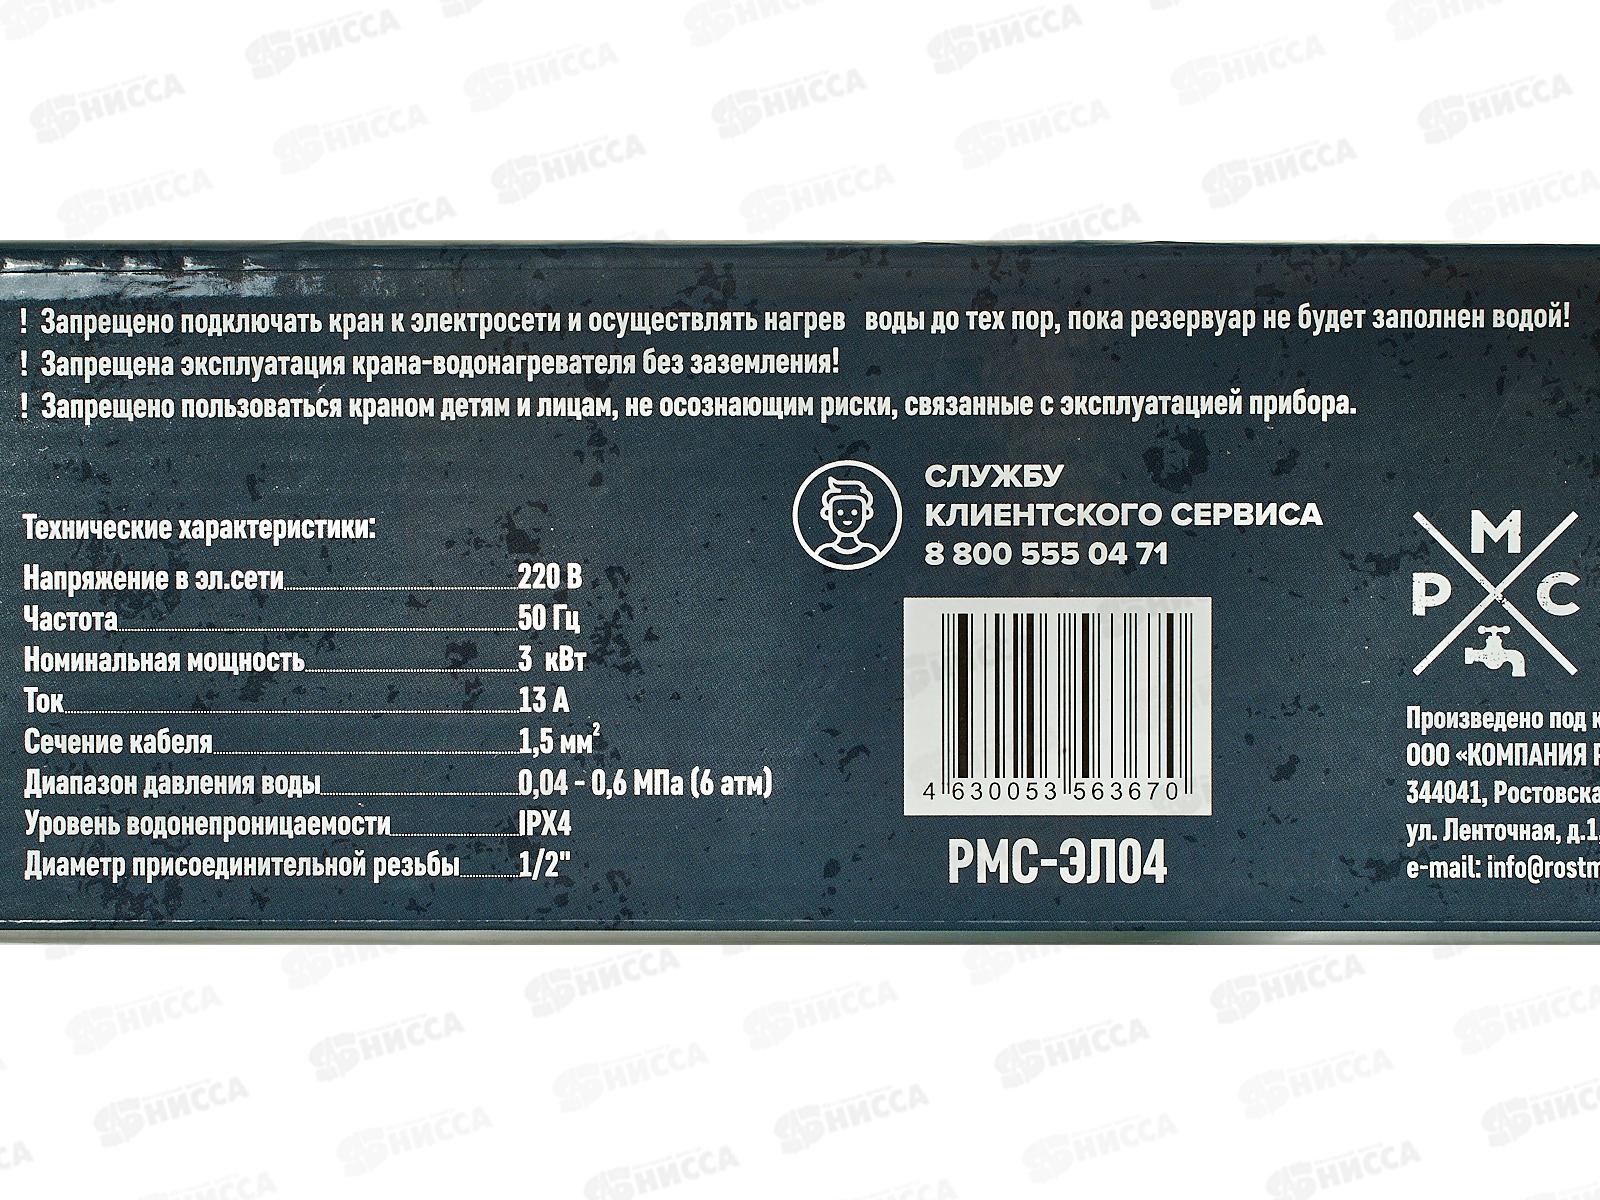 ! Запрещено подключать кран к электросети и осуществлять нагрев воды до тех пор, пока резервуар не будет заполнен водой!
! Запрещена эксплуатация крана-водонагревателя без заземления!
! Запрещено пользоваться краном детям и лицам, не осознающим риски, связанные с эксплуатацией прибора.
Технические характеристики:
Напряжение в эл.сети 220 В
Частота 50 Гц
Номинальная мощность 3 кВт
Ток 13 А
Сечение кабеля 1,5 мм²
Диапазон давления воды 0,04 - 0,6 МПа (6 атм)
Уровень водонепроницаемости IPX4
Диаметр присоединительной резьбы 1/2"
СЛУЖБУ
КЛИЕНТСКОГО СЕРВИСА
8 800 555 04 71
4 630053 563670
РМС-ЭЛ04
М
Р С
Произведено под
ООО «КОМПАНИЯ
344041, Ростовска
ул. Ленточная, д.1
e-mail: info@rostm
НИССА